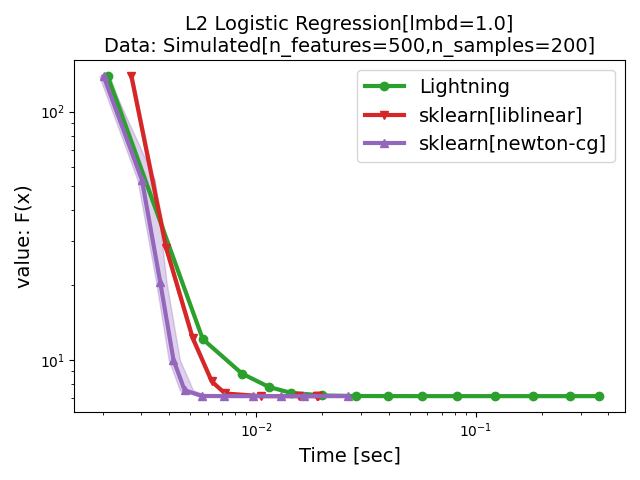 L2 Logistic Regression[lmbd=1.0]
Data: Simulated[n_features=500,n_samples=200]
Lightning
sklearn[liblinear]
sklearn[newton-cg]
value: F(x)
10²
10¹
10⁻²
10⁻¹
Time [sec]